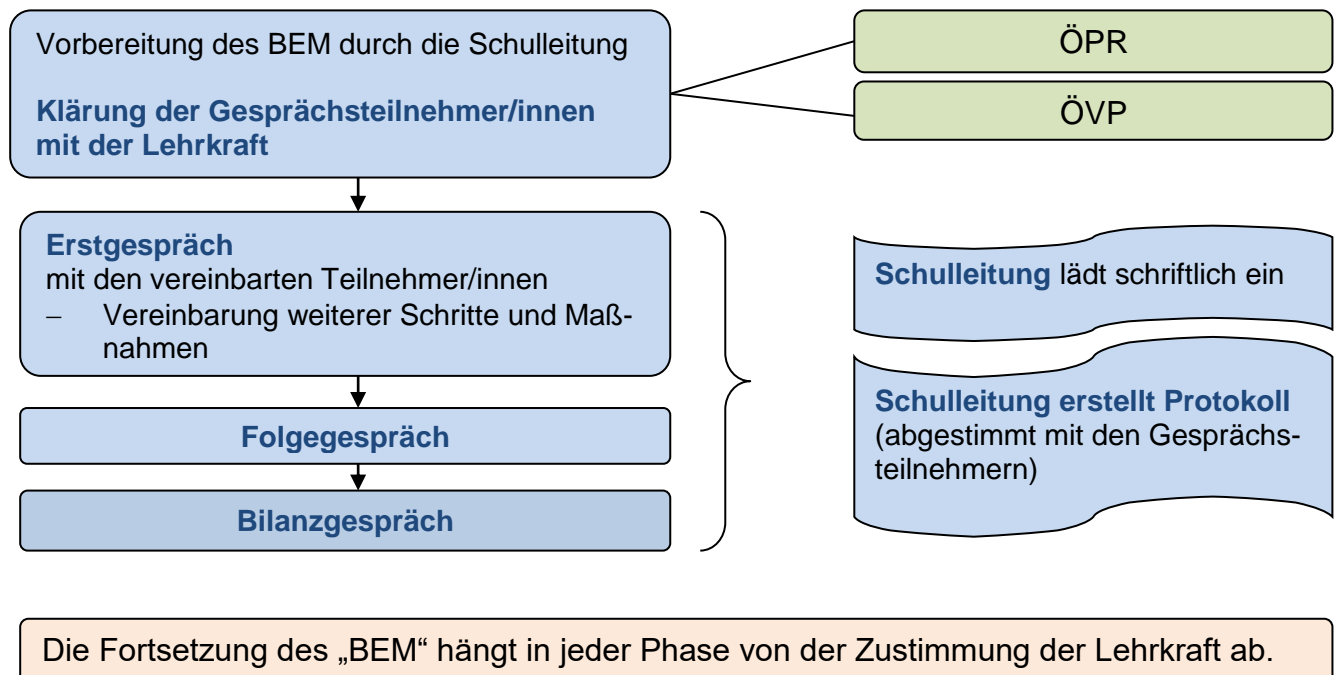 Vorbereitung des BEM durch die Schulleitung
Klärung der Gesprächsteilnehmer/innen
mit der Lehrkraft
ÖPR
ÖVP
Erstgespräch
mit den vereinbarten Teilnehmer/innen
– Vereinbarung weiterer Schritte und Maß-
nahmen
Folgegespräch
Bilanzgespräch
Schulleitung lädt schriftlich ein
Schulleitung erstellt Protokoll
(abgestimmt mit den Gesprächs-
teilnehmern)
Die Fortsetzung des „BEM“ hängt in jeder Phase von der Zustimmung der Lehrkraft ab.